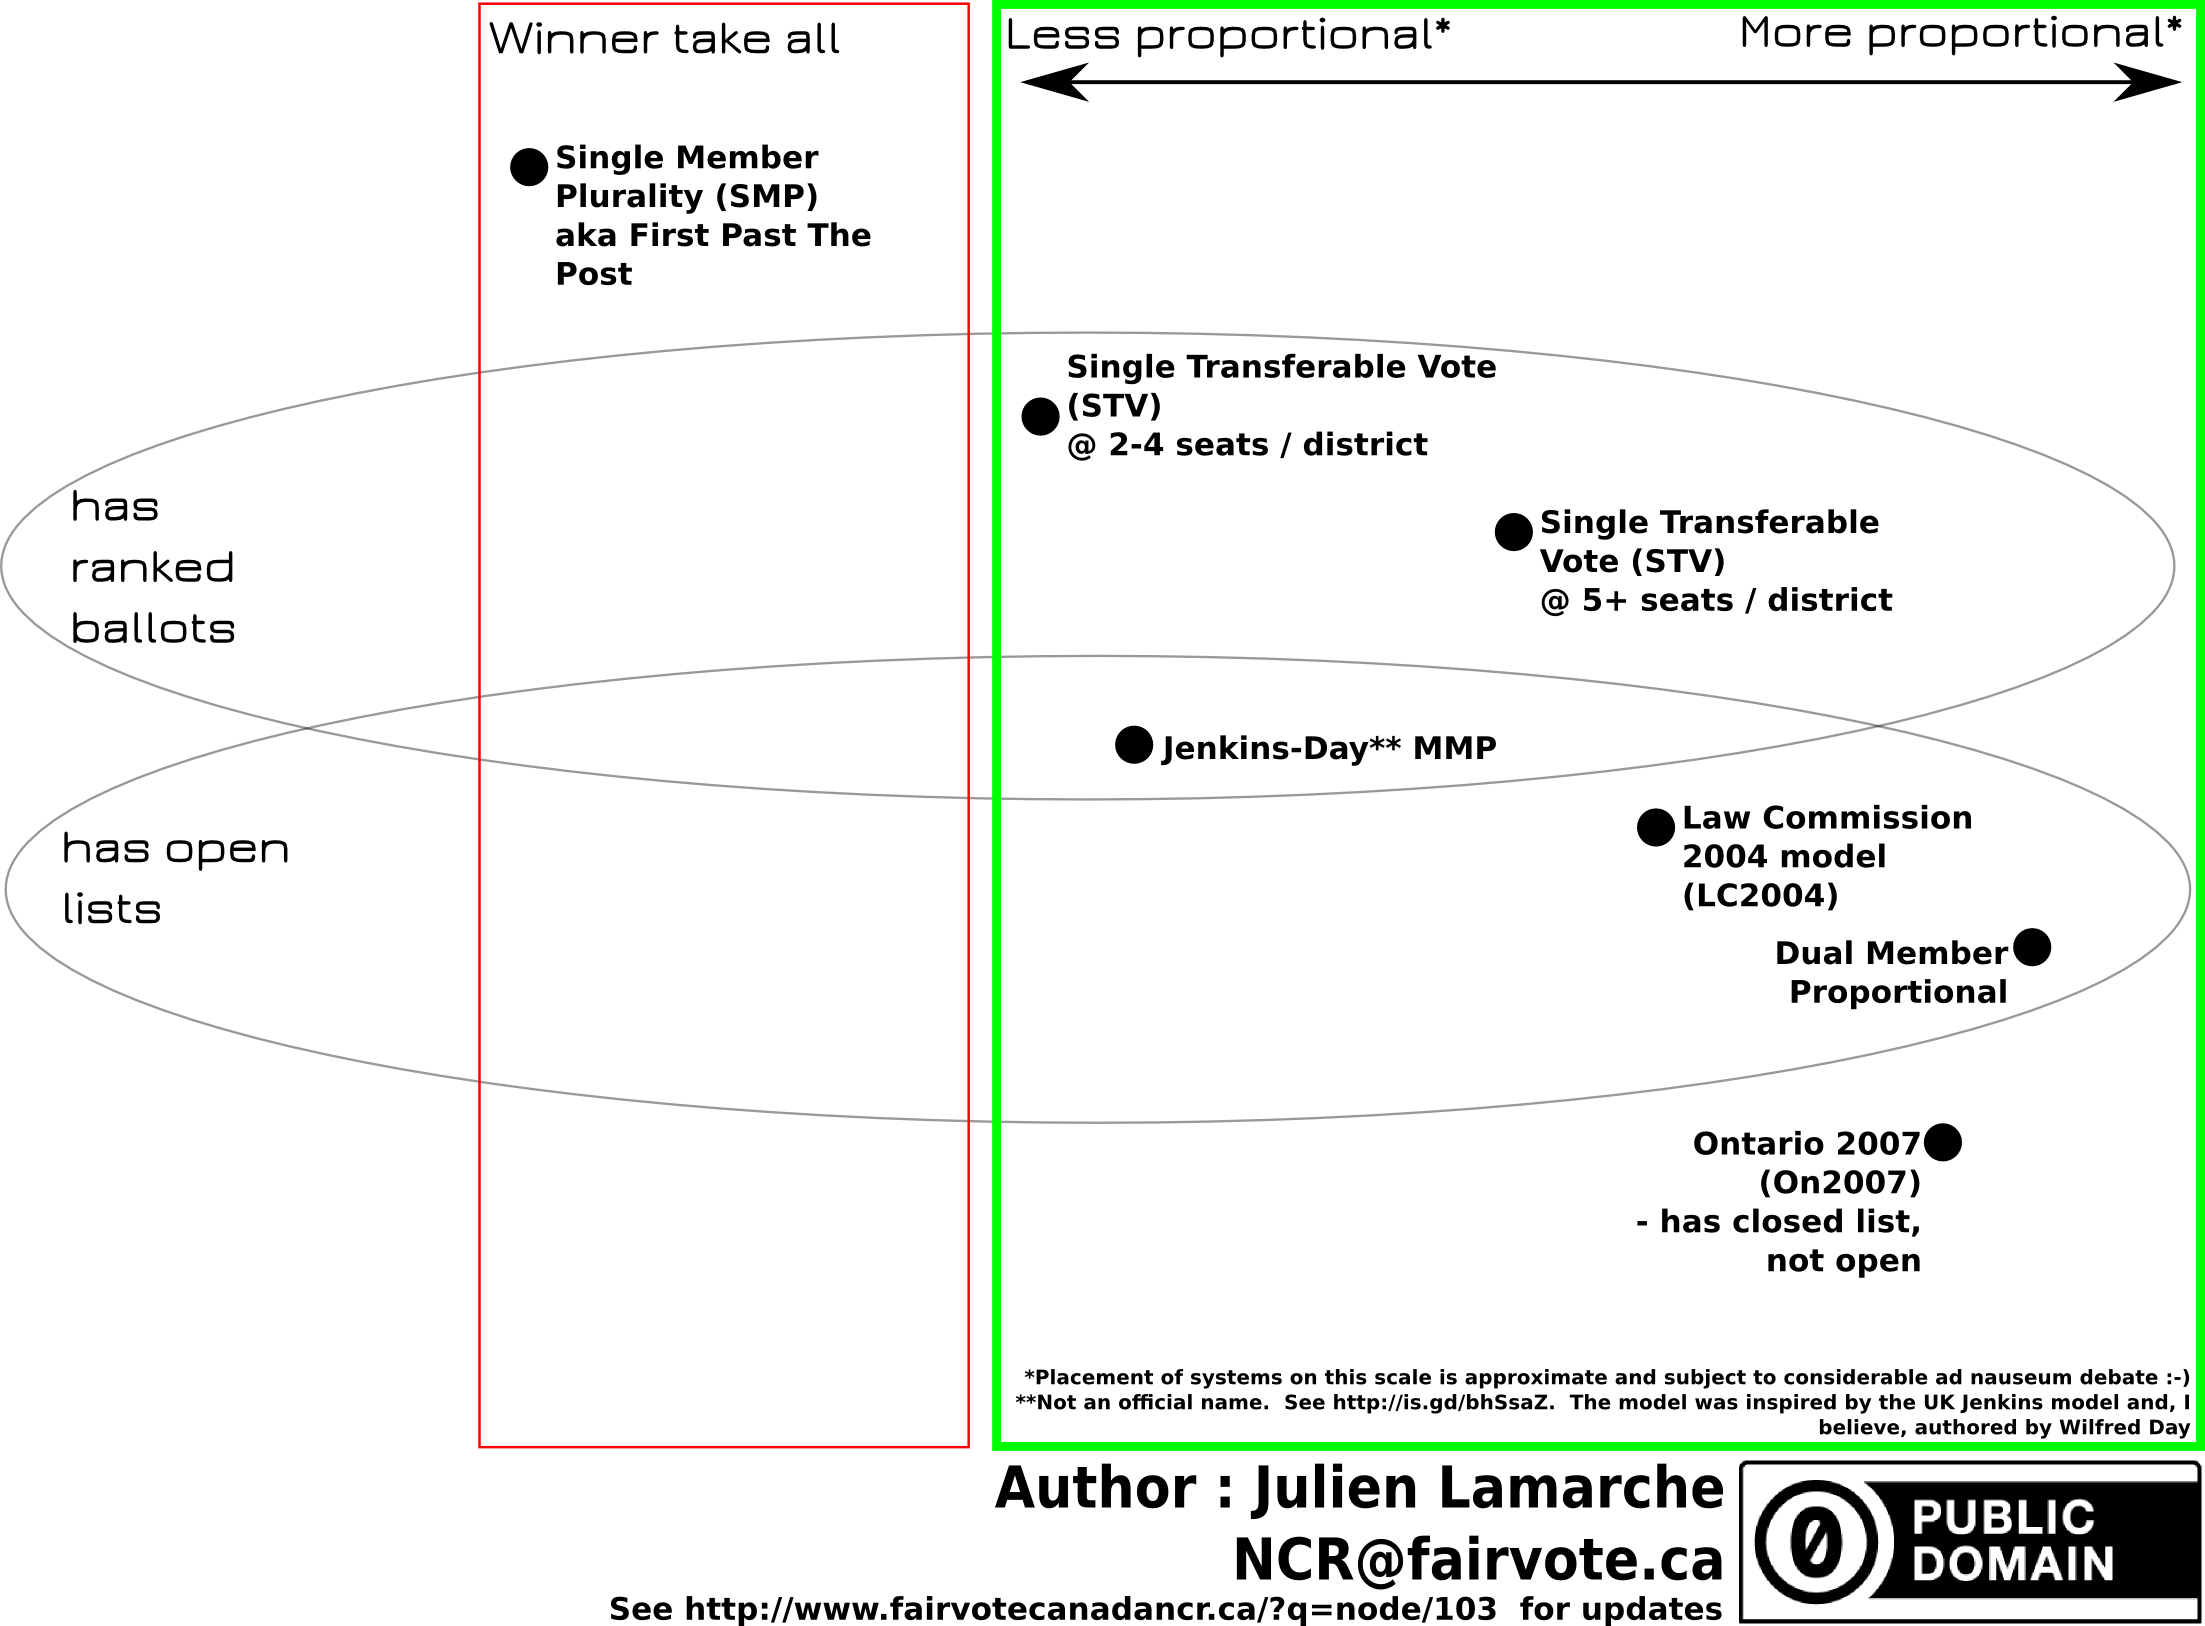 Winner take all
Less proportional*
More proportional*
Single Member
Plurality (SMP)
aka First Past The
Post
Single Transferable Vote
(STV)
@ 2-4 seats / district
has
ranked
ballots
Single Transferable
Vote (STV)
@ 5+ seats / district
Jenkins-Day** MMP
has open
lists
Law Commission
2004 model
(LC2004)
Dual Member
Proportional
Ontario 2007
(On2007)
- has closed list,
not open
*Placement of systems on this scale is approximate and subject to considerable ad nauseum debate :-)
**Not an official name.  See http://is.gd/bhSsaZ.  The model was inspired by the UK Jenkins model and, I
believe, authored by Wilfred Day
Author : Julien Lamarche
NCR@fairvote.ca
See http://www.fairvotecanadancr.ca/?q=node/103  for updates
PUBLIC
DOMAIN